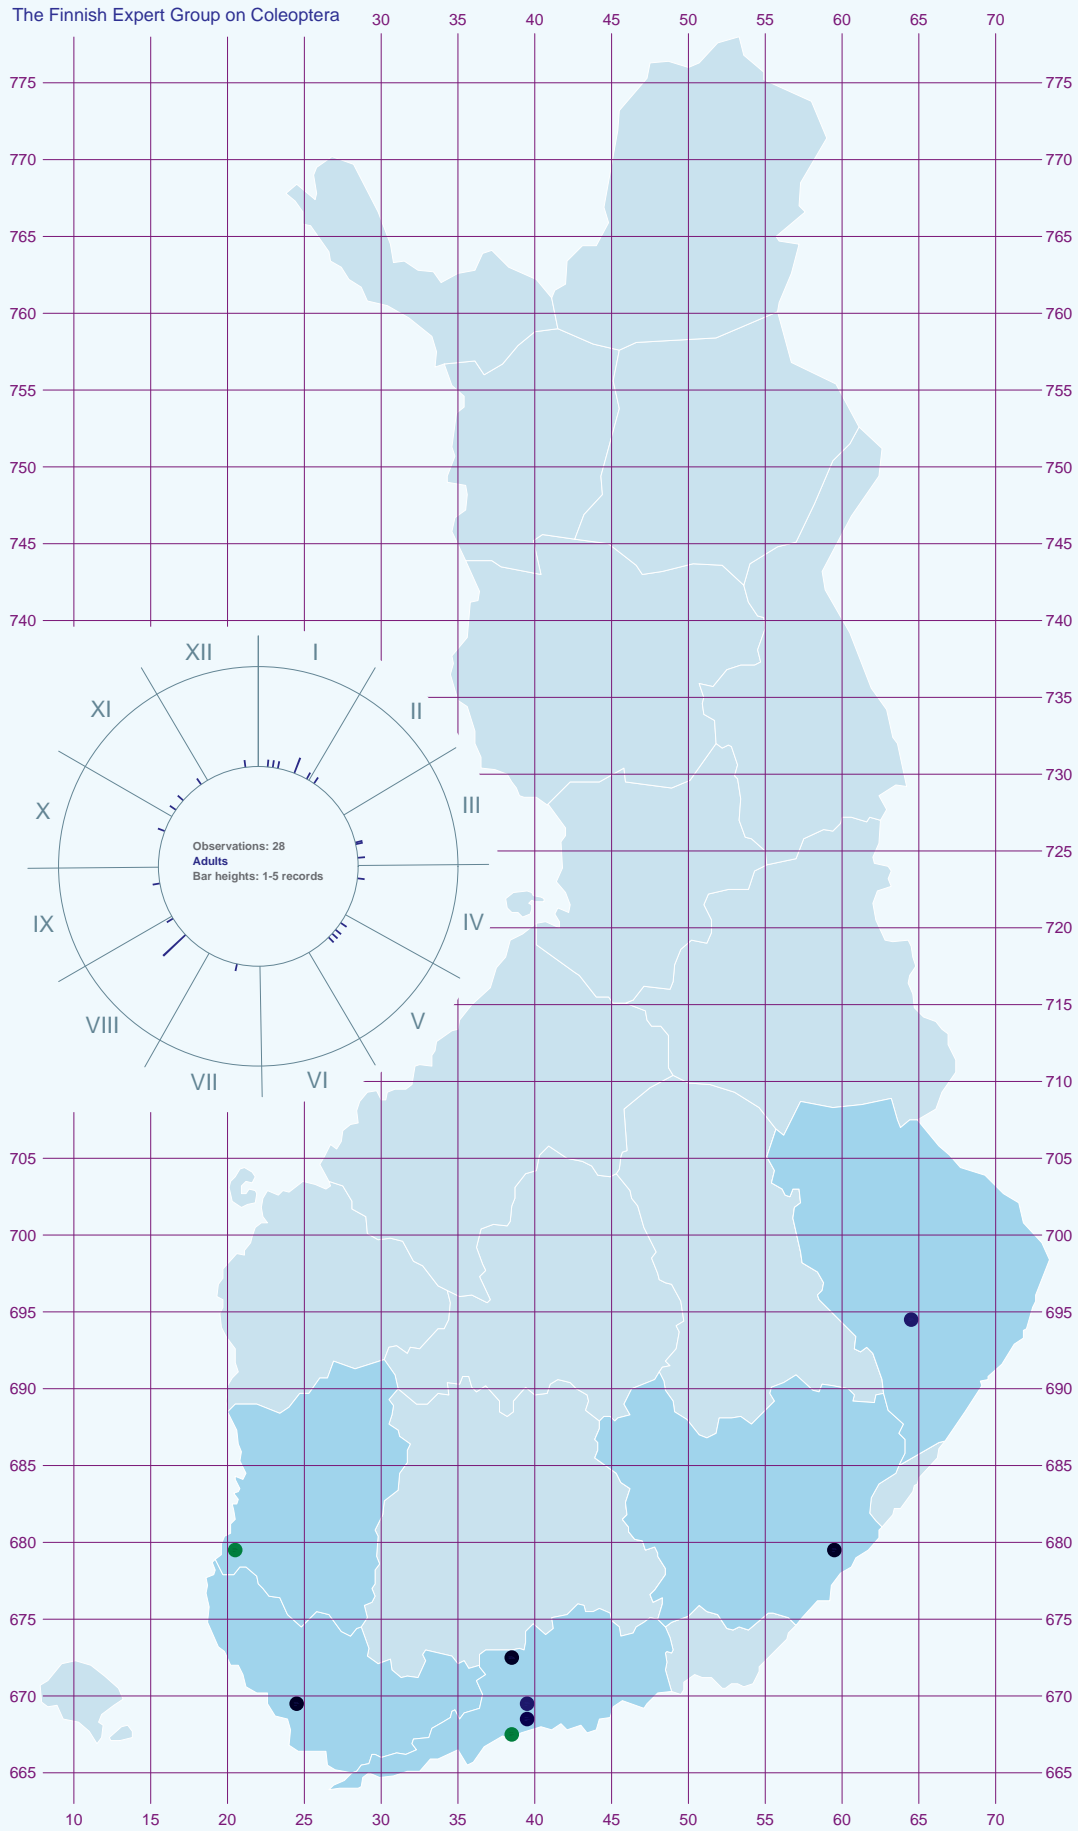 The Finnish Expert Group on Coleoptera
30 40 50 55 60 65 70
35 45
775 775
770 770
765 765
760 760
755 755
750 750
745 745
740 740
XII I
735
XI II
730
X III
725
Observations: 28
Adults
Bar heights: 1-5 records
IX IV
720
715
VIII V
VII VI
710
705 705
700 700
695 695
690 690
685 685
680 680
675 675
670 670
665 665
10 15 20 25 30 35 40 45 50 55 60 65 70